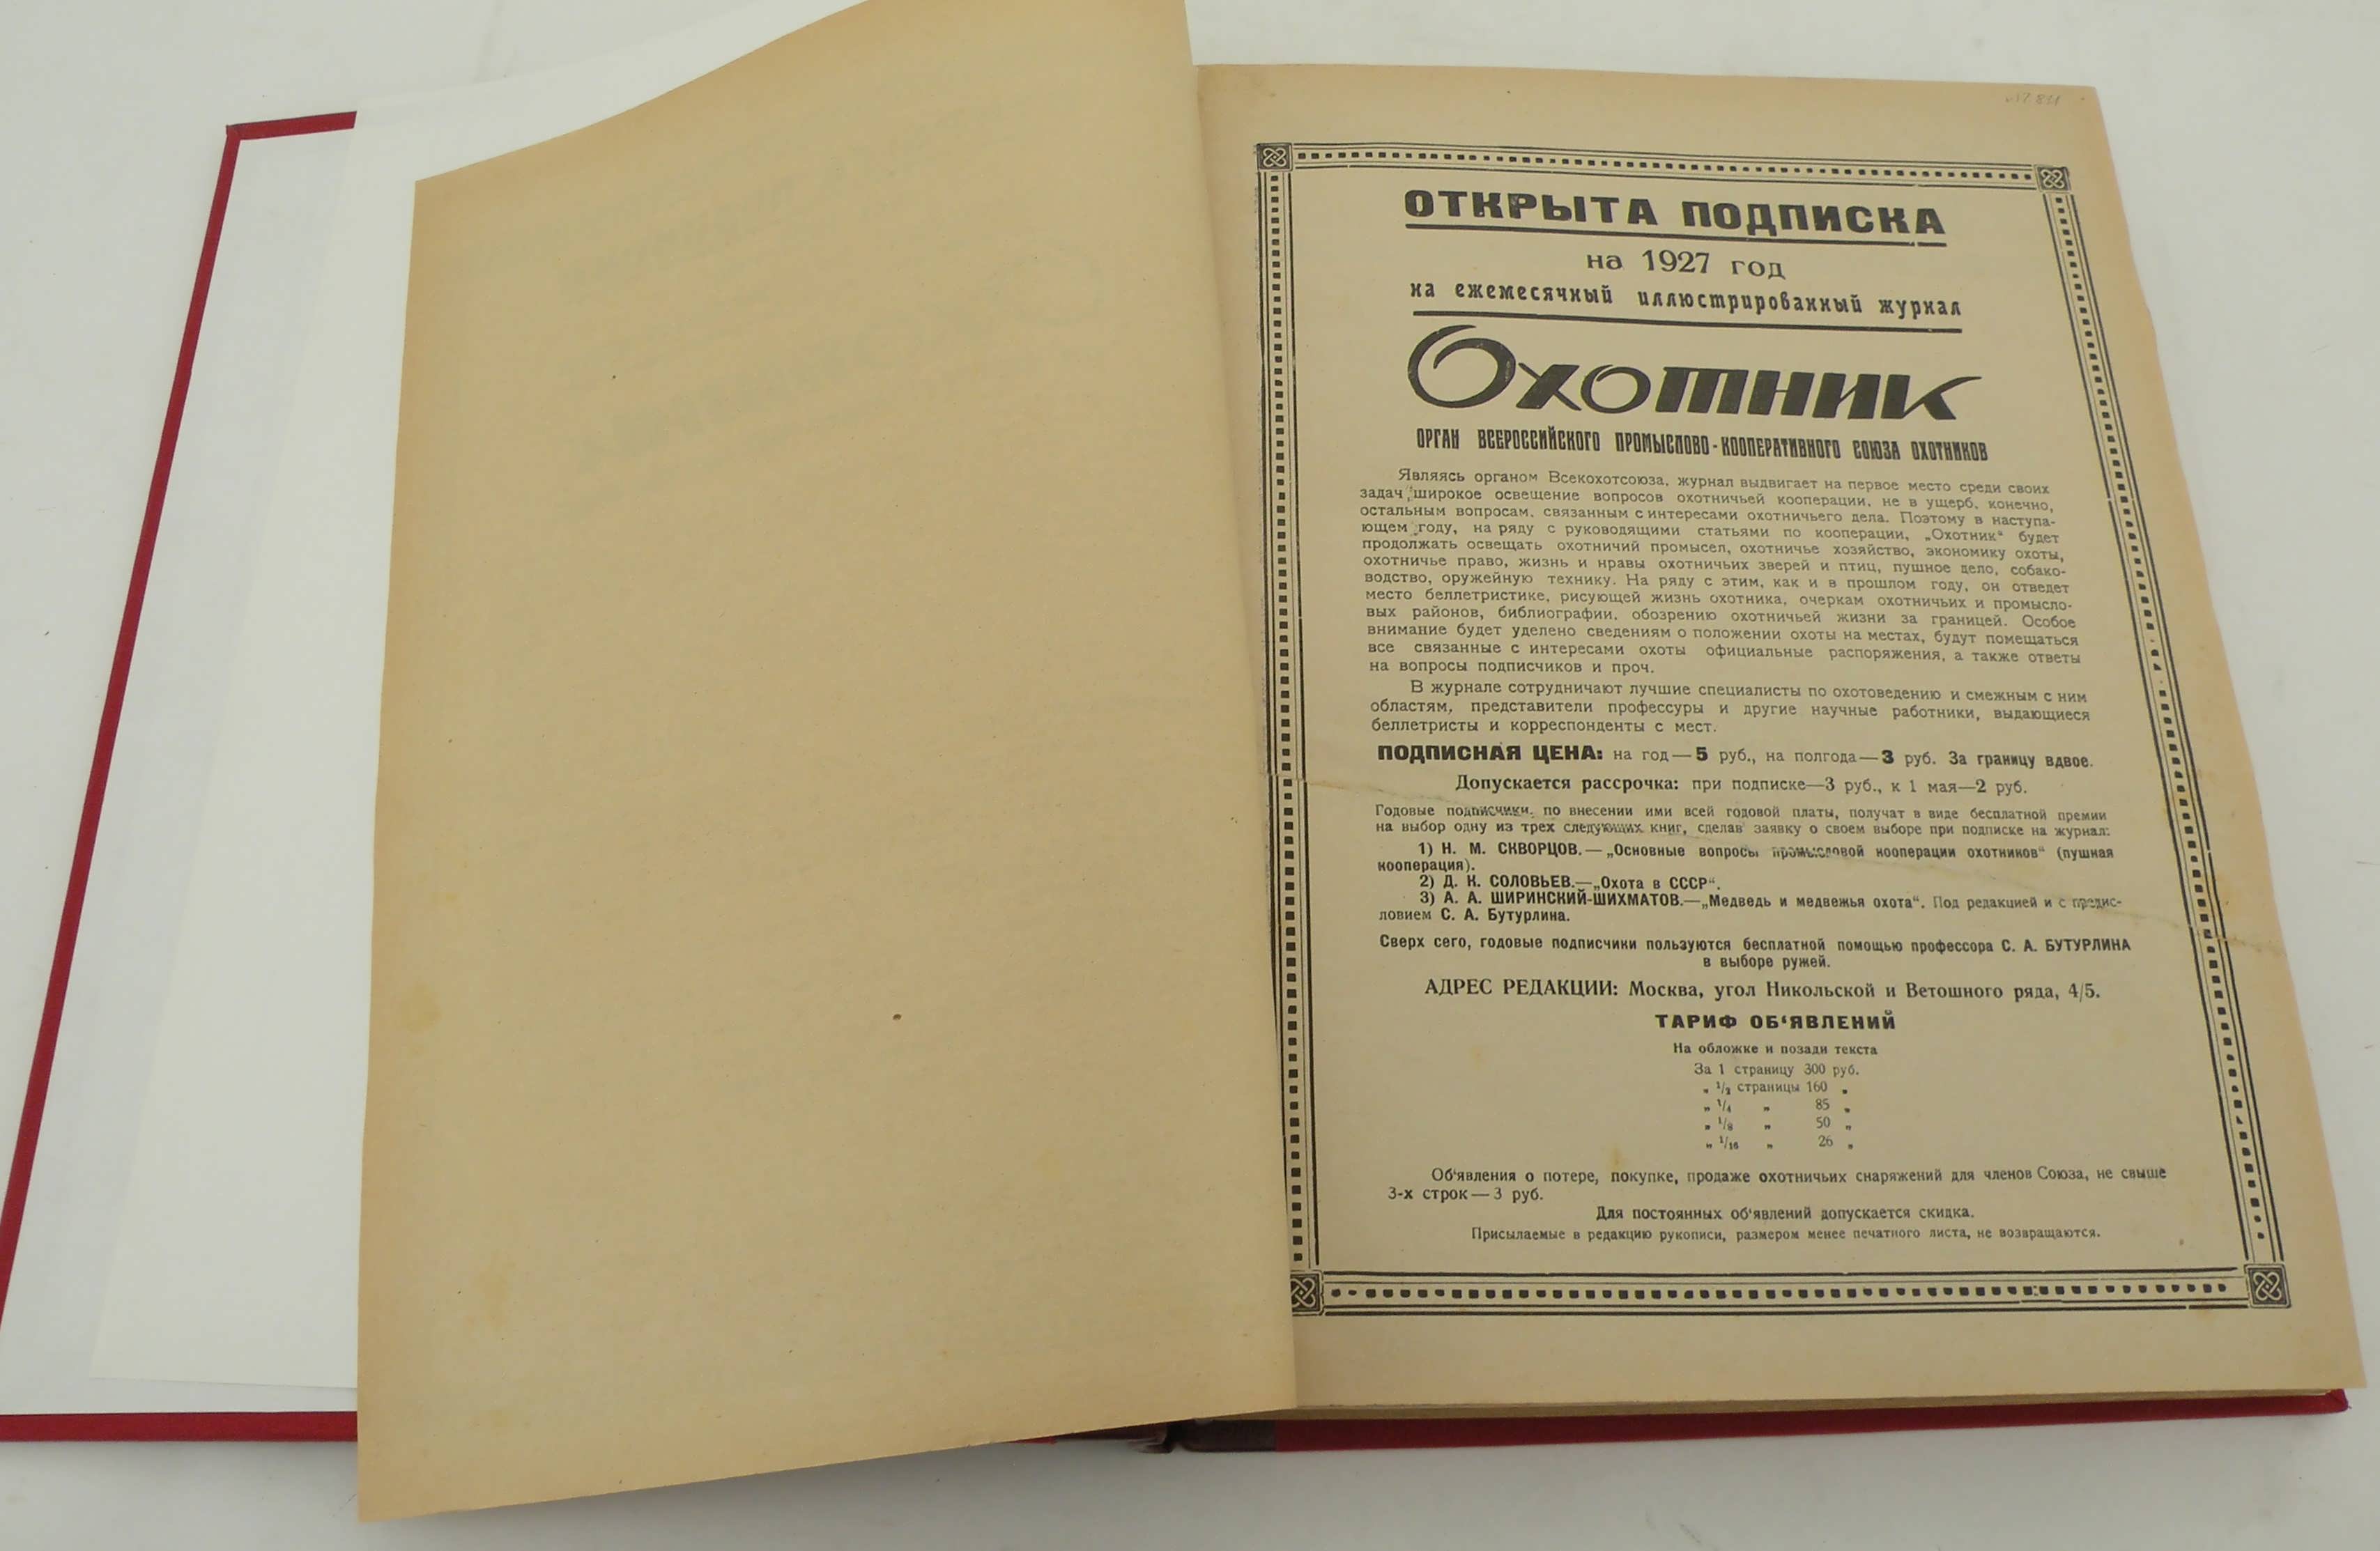 ОТКРЫТА ПОДПИСКА
на 1927 год
на ежемесячный иллюстрированный журнал
Охотник
ОРГАН ВСЕРОССИЙСКОГО ПРОМЫСЛОВО-КООПЕРАТИВНОГО СОЮЗА ОХОТНИКОВ
Являясь органом Всекохотсоюза, журнал выдвигает на первое место среди своих
задач широкое освещение вопросов охотничьей кооперации, не в ущерб, конечно,
остальным вопросам, связанным с интересами охотничьего дела. Поэтому в наступа-
ющем году, на ряду с руководящими статьями по кооперации, „Охотник“ будет
продолжать освещать охотничий промысел, охотничье хозяйство, экономику охоты,
охотничье право, жизнь и нравы охотничьих зверей и птиц, пушное дело, собако-
водство, оружейную технику. На ряду с этим, как и в прошлом году, он отведет
место беллетристике, рисующей жизнь охотника, очеркам охотничьих и промысло-
вых районов, библиографии, обозрению охотничьей жизни за границей. Особое
внимание будет уделено сведениям о положении охоты на местах, будут помещаться
все связанные с интересами охоты официальные распоряжения, а также ответы
на вопросы подписчиков и проч.
В журнале сотрудничают лучшие специалисты по охотоведению и смежным с ним
областям, представители профессуры и другие научные работники, выдающиеся
беллетристы и корреспонденты с мест.
ПОДПИСНАЯ ЦЕНА: на год—5 руб., на полгода—3 руб. За границу вдвое.
Допускается рассрочка: при подписке—3 руб., к 1 мая—2 руб.
Годовые подписчики, по внесении ими всей годовой платы, получат в виде бесплатной премии
на выбор одну из трех следующих книг, сделав заявку о своем выборе при подписке на журнал:
1) Н. М. СКВОРЦОВ.—„Основные вопросы промысловой кооперации охотников“ (пушная
кооперация).
2) Д. К. СОЛОВЬЕВ.—„Охота в СССР“.
3) А. А. ШИРИНСКИЙ-ШИХМАТОВ.—„Медведь и медвежья охота“. Под редакцией и с предис-
ловием С. А. Бутурлина.
Сверх сего, годовые подписчики пользуются бесплатной помощью профессора С. А. БУТУРЛИНА
в выборе ружей.
АДРЕС РЕДАКЦИИ: Москва, угол Никольской и Ветошного ряда, 4/5.
ТАРИФ ОБ‘ЯВЛЕНИЙ
На обложке и позади текста
За 1 страницу 300 руб.
„ 1/2 страницы 160 „
„ 1/4 „ 85 „
„ 1/8 „ 50 „
„ 1/16 „ 26 „
Об‘явления о потере, покупке, продаже охотничьих снаряжений для членов Союза, не свыше
3-х строк—3 руб.
Для постоянных об‘явлений допускается скидка.
Присылаемые в редакцию рукописи, размером менее печатного листа, не возвращаются.